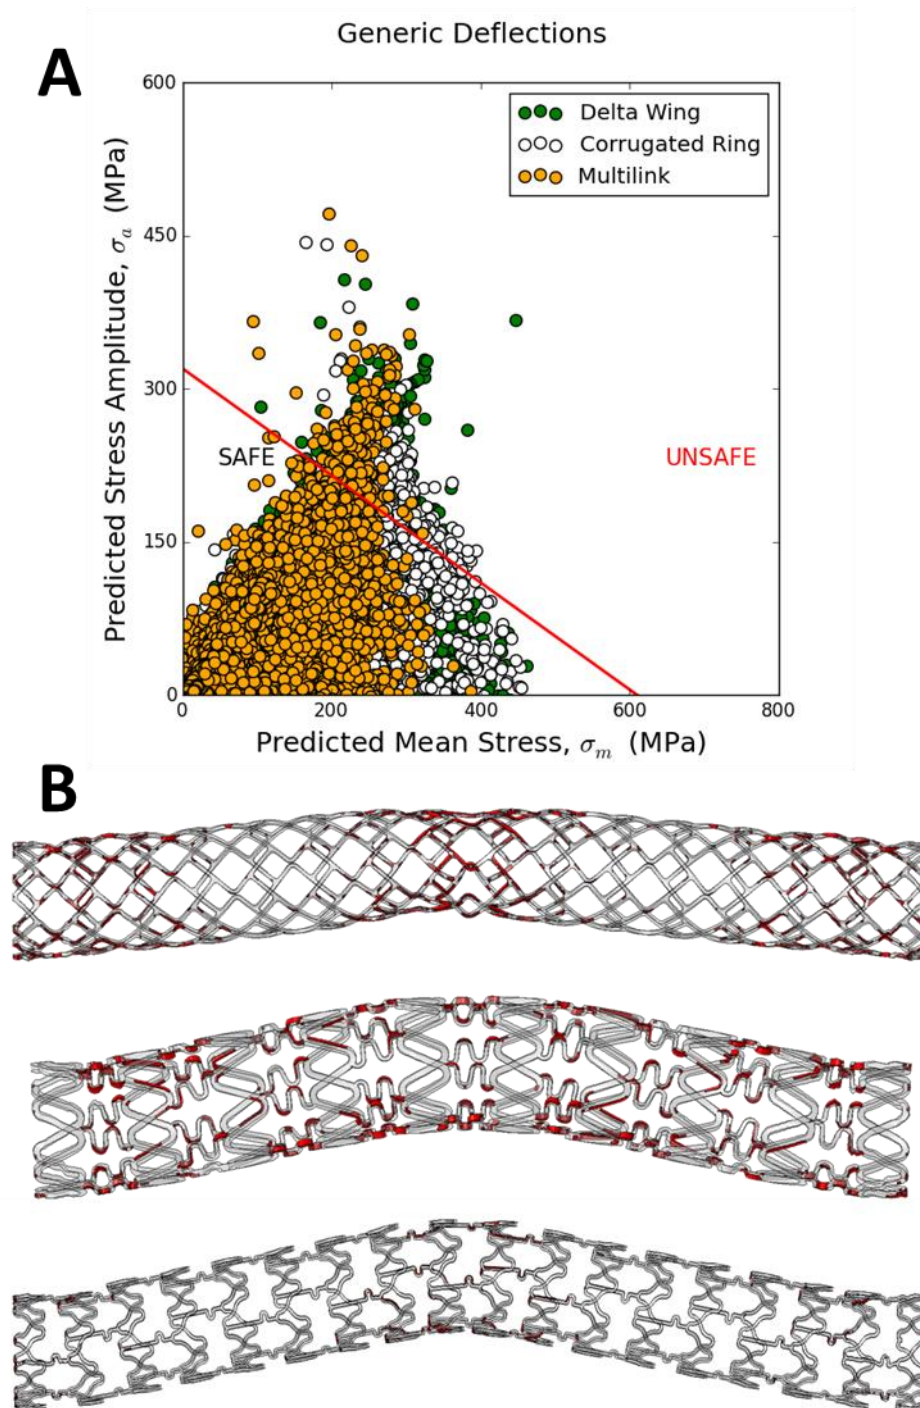 Generic Deflections
A
600
Delta Wing
Corrugated Ring
Multilink
450
300
150
0
SAFE
UNSAFE
Predicted Stress Amplitude, σₐ (MPa)
0
200
400
600
800
Predicted Mean Stress, σₘ (MPa)
B